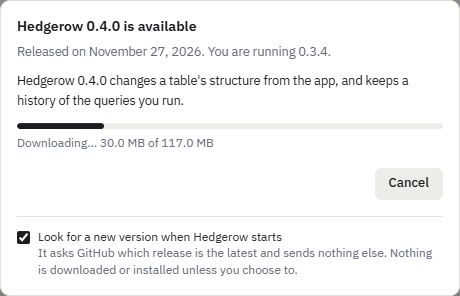 Hedgerow 0.4.0 is available
Released on November 27, 2026. You are running 0.3.4.
Hedgerow 0.4.0 changes a table's structure from the app, and keeps a
history of the queries you run.
Downloading... 30.0 MB of 117.0 MB
Cancel
Look for a new version when Hedgerow starts
It asks GitHub which release is the latest and sends nothing else. Nothing
is downloaded or installed unless you choose to.